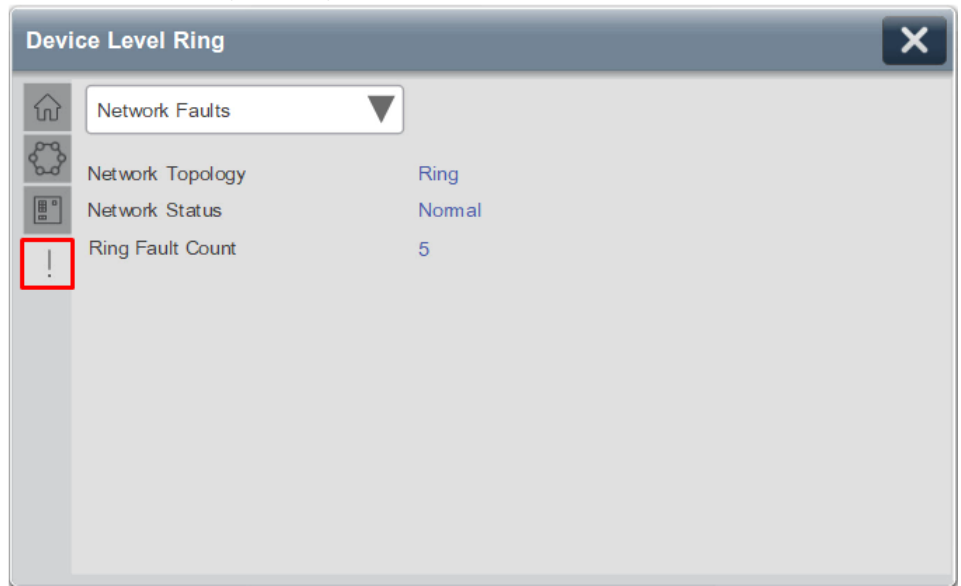 Device Level Ring
Network Faults
Network Topology Ring
Network Status Normal
Ring Fault Count 5